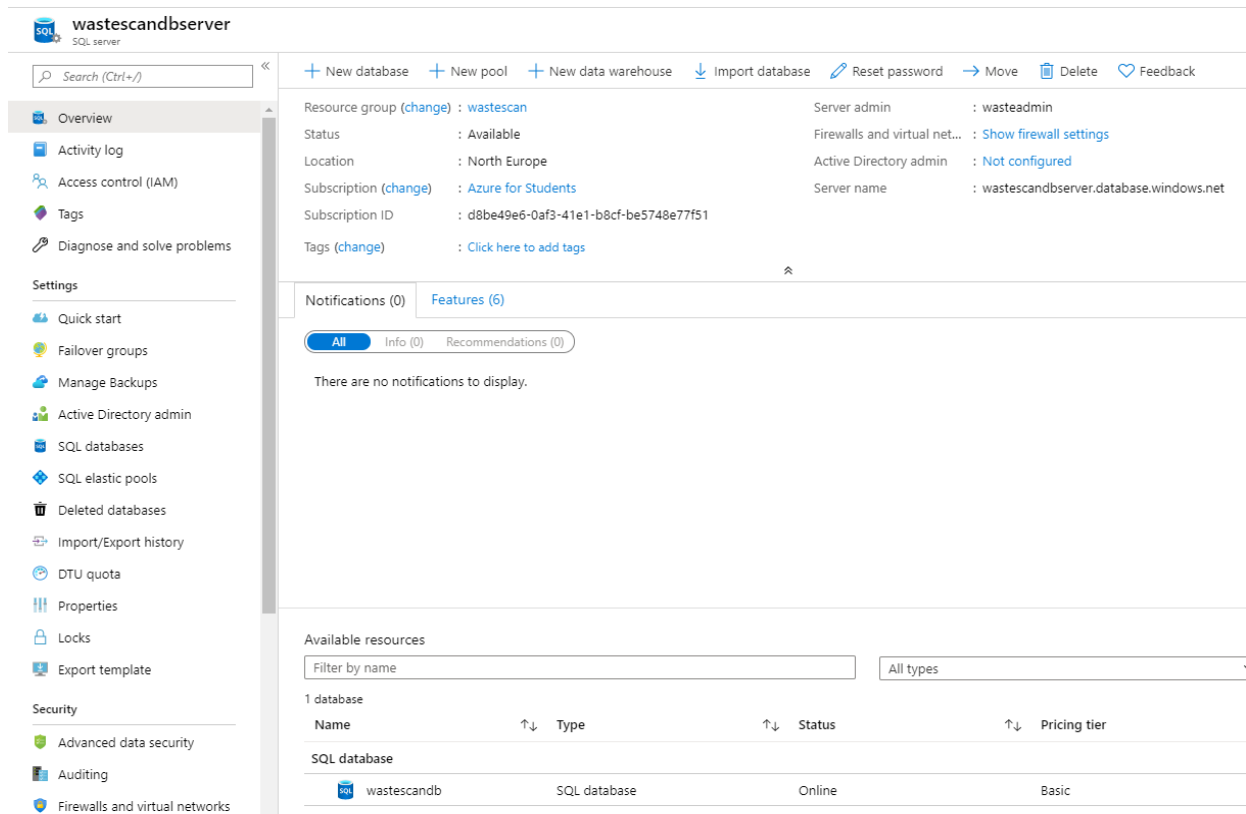 wastescandbserver
SQL server
Search (Ctrl+/)
«
Overview
Activity log
Access control (IAM)
Tags
Diagnose and solve problems
Settings
Quick start
Failover groups
Manage Backups
Active Directory admin
SQL databases
SQL elastic pools
Deleted databases
Import/Export history
DTU quota
Properties
Locks
Export template
Security
Advanced data security
Auditing
Firewalls and virtual networks
New database New pool New data warehouse Import database Reset password Move Delete Feedback
Resource group (change) : wastescan
Status : Available
Location : North Europe
Subscription (change) : Azure for Students
Subscription ID : d8be49e6-0af3-41e1-b8cf-be5748e77f51
Tags (change) : Click here to add tags
Server admin : wasteadmin
Firewalls and virtual net... : Show firewall settings
Active Directory admin : Not configured
Server name : wastescandbserver.database.windows.net
Notifications (0) Features (6)
All Info (0) Recommendations (0)
There are no notifications to display.
Available resources
Filter by name All types
1 database
Name Type Status Pricing tier
SQL database
wastescandb SQL database Online Basic